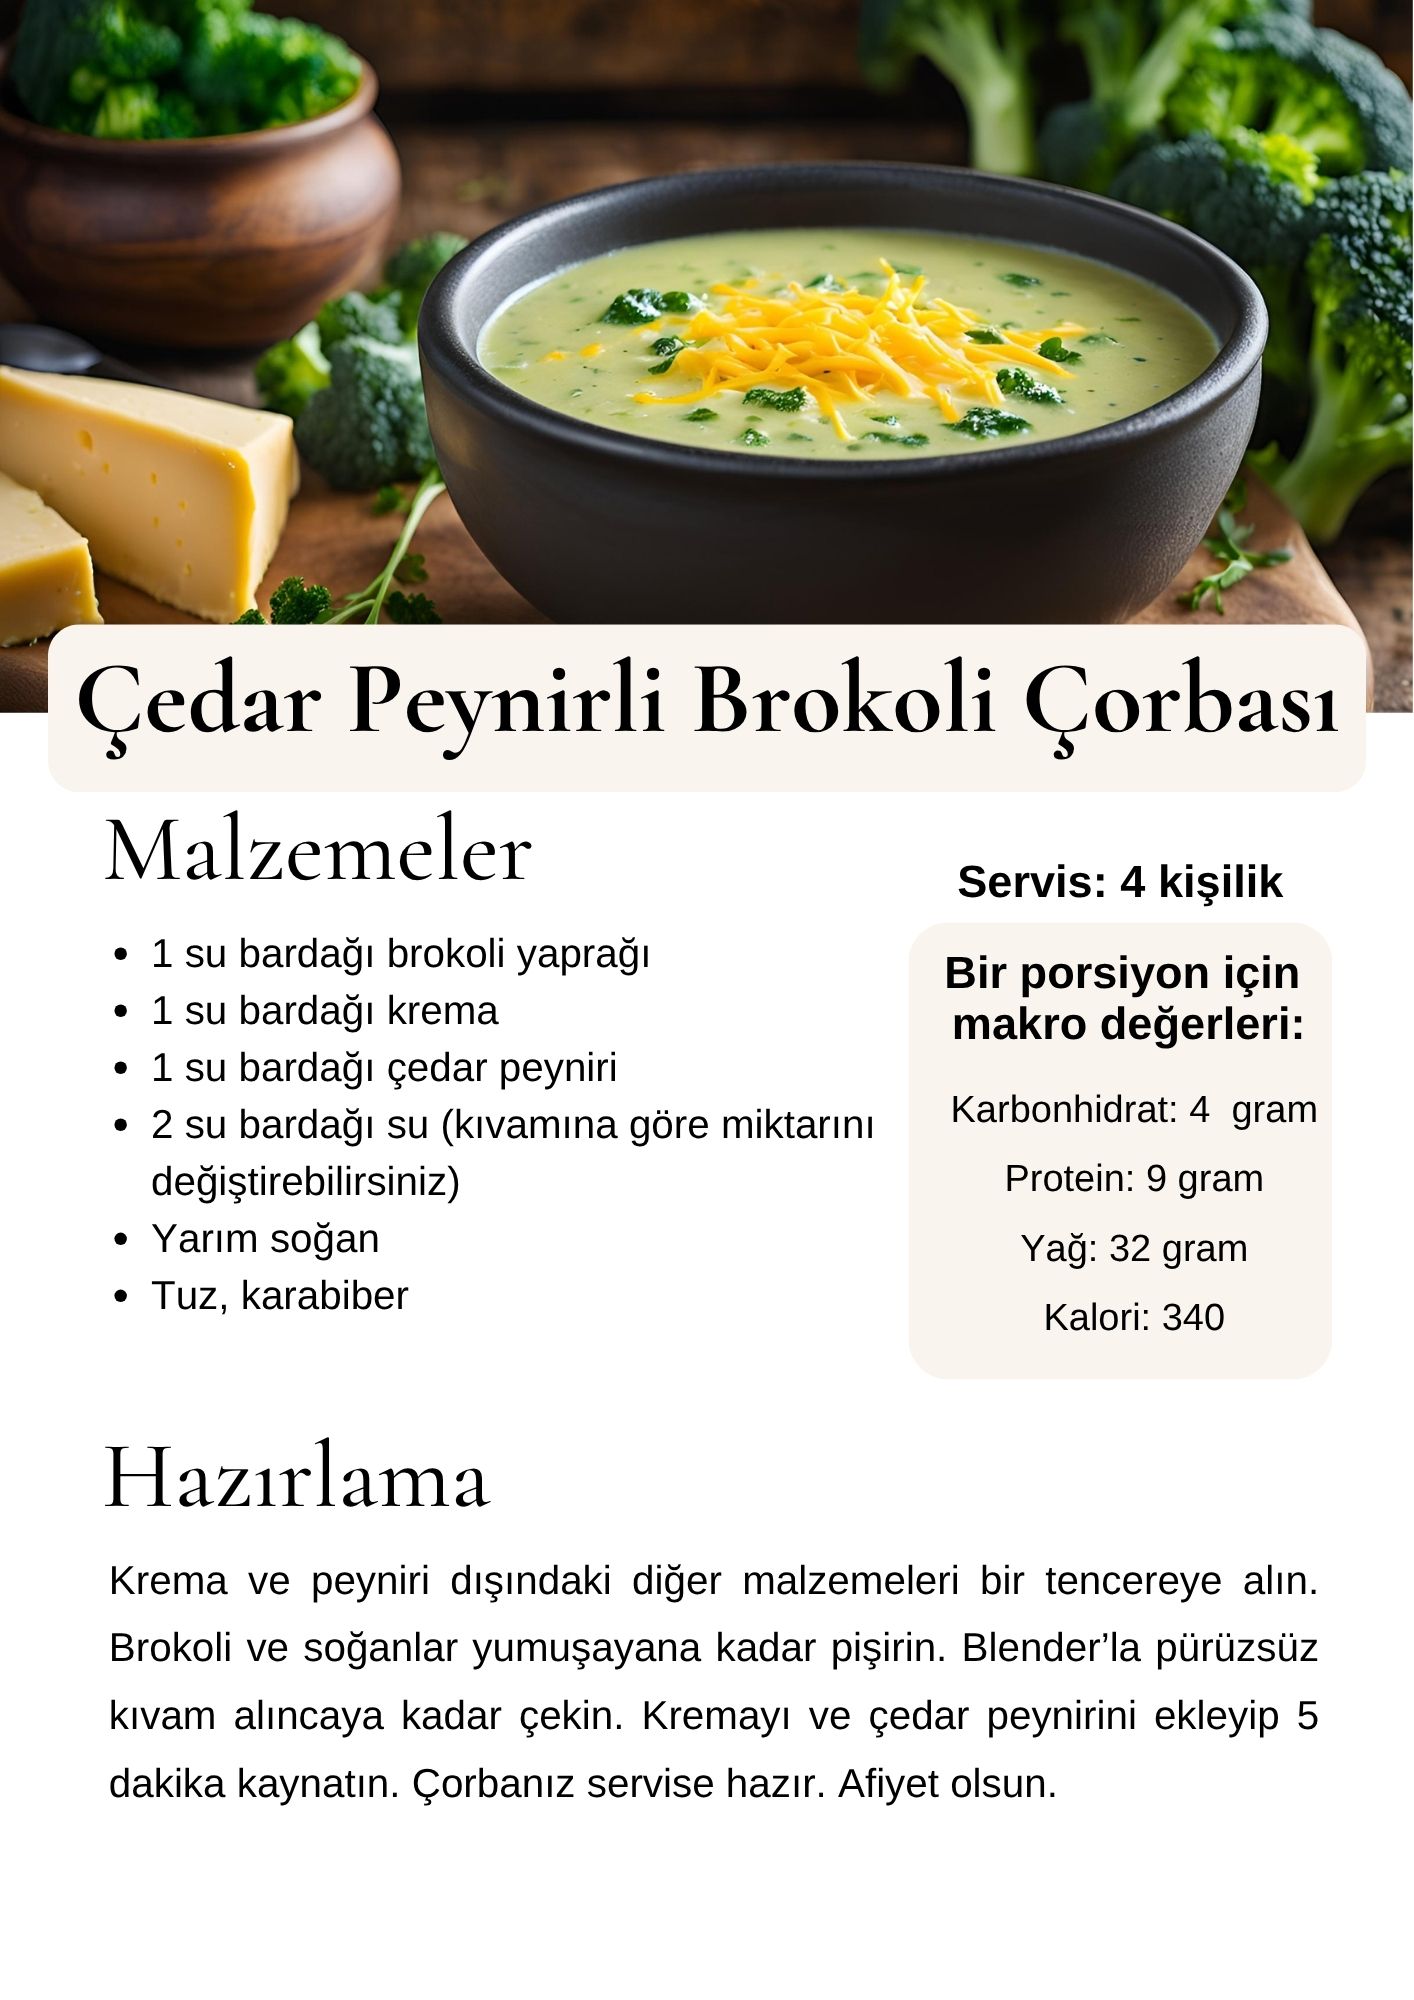 Çedar Peynirli Brokoli Çorbası
Malzemeler
1 su bardağı brokoli yaprağı
1 su bardağı krema
1 su bardağı çedar peyniri
2 su bardağı su (kıvamına göre miktarını
değiştirebilirsiniz)
Yarım soğan
Tuz, karabiber
Servis: 4 kişilik
Bir porsiyon için
makro değerleri:
Karbonhidrat: 4  gram
Protein: 9 gram
Yağ: 32 gram
Kalori: 340
Hazırlama
Krema ve peyniri dışındaki diğer malzemeleri bir tencereye alın.
Brokoli ve soğanlar yumuşayana kadar pişirin. Blender’la pürüzsüz
kıvam alıncaya kadar çekin. Kremayı ve çedar peynirini ekleyip 5
dakika kaynatın. Çorbanız servise hazır. Afiyet olsun.